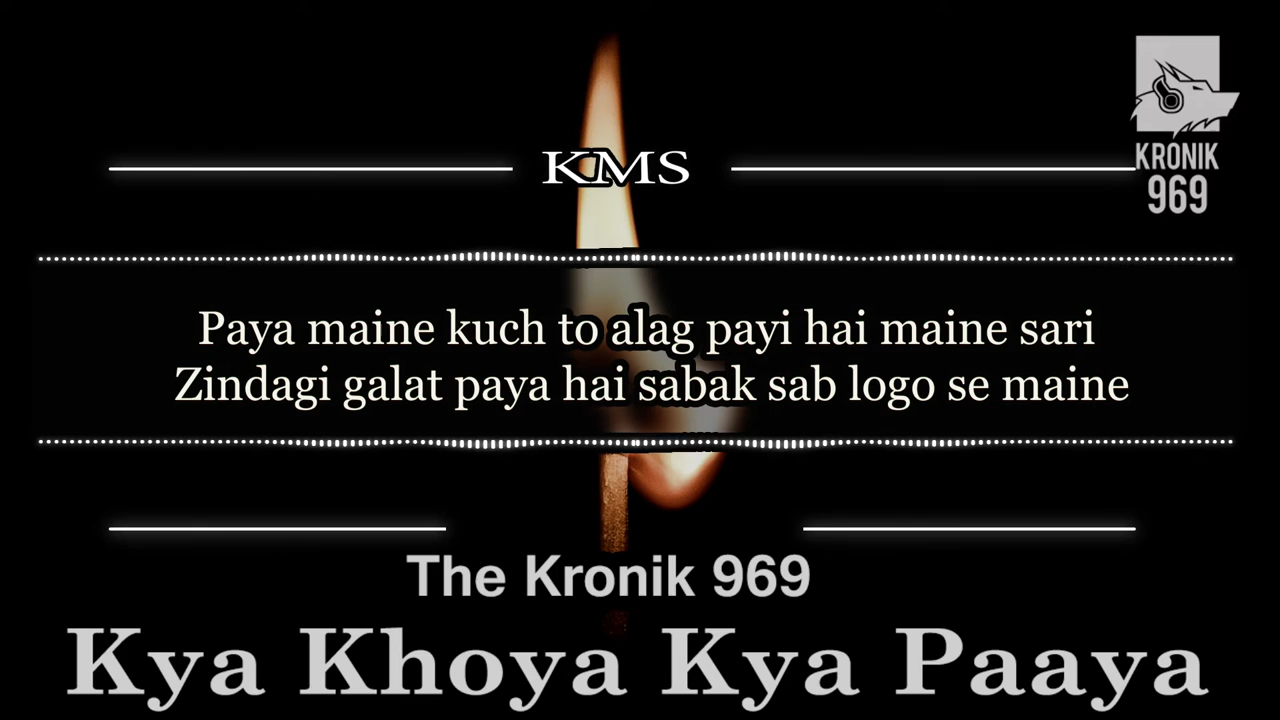 KRONIK
969
KMS
Paya maine kuch to alag payi hai maine sari
Zindagi galat paya hai sabak sab logo se maine
The Kronik 969
Kya Khoya Kya Paaya